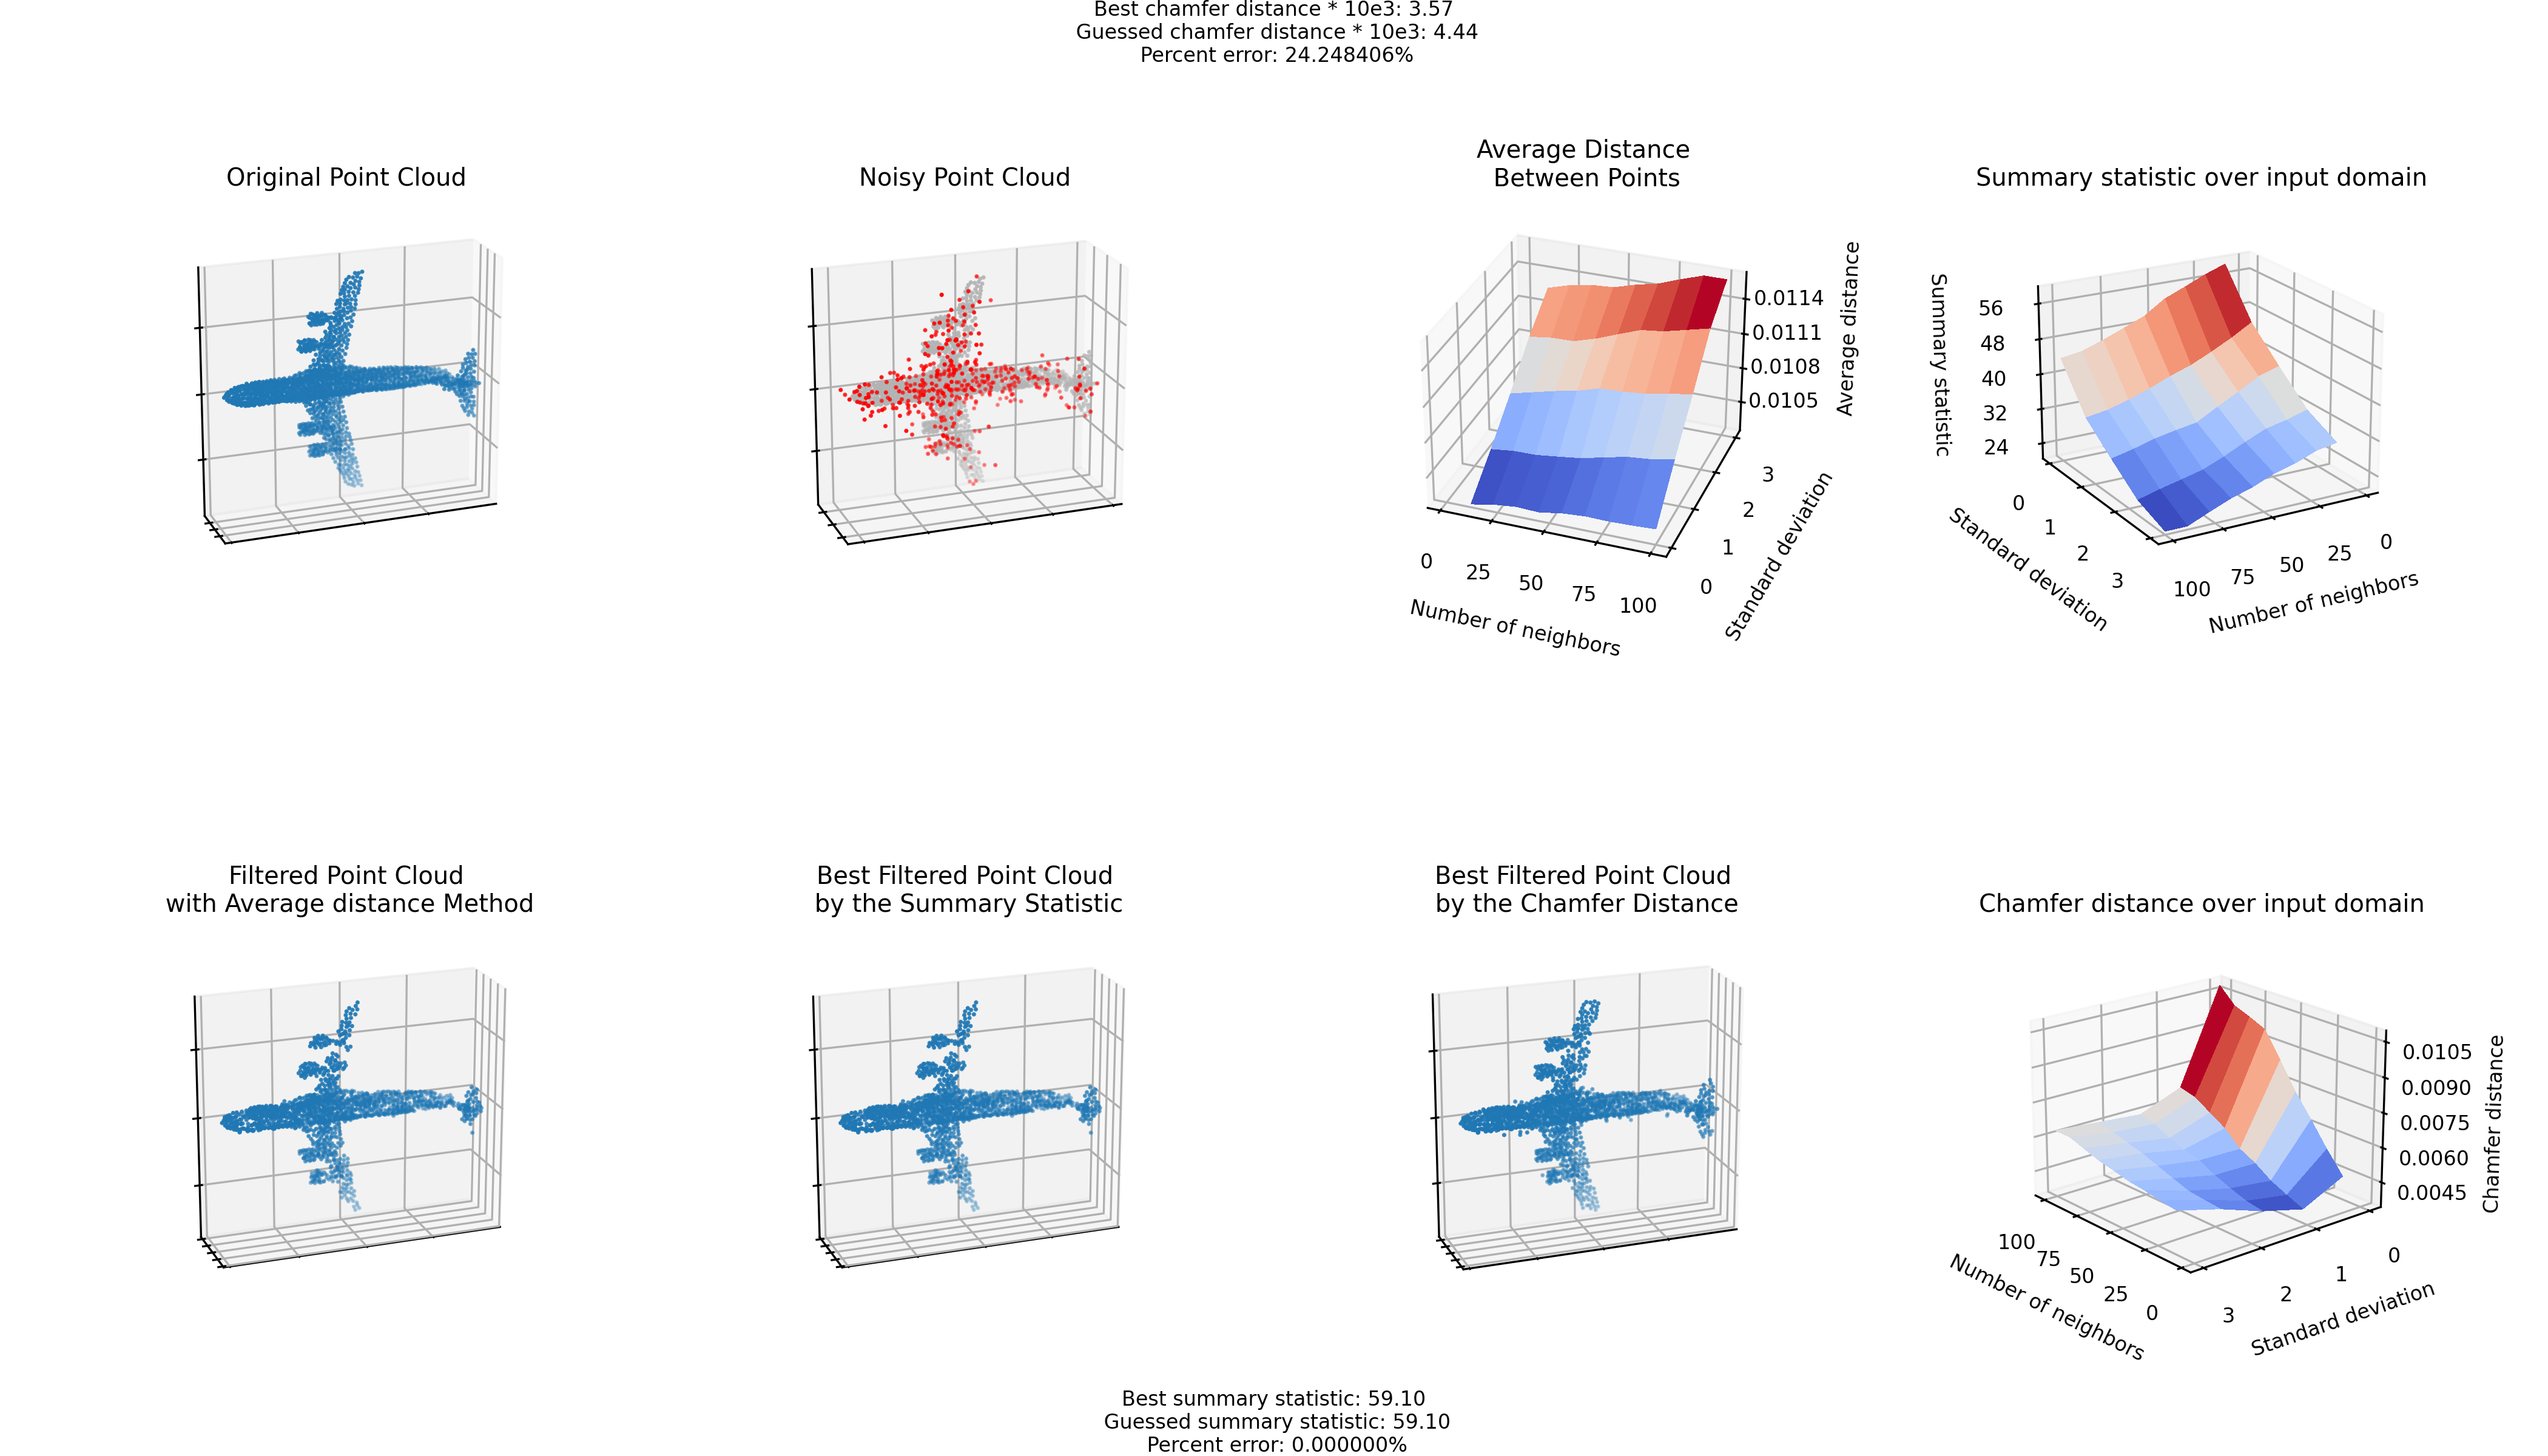 Best chamfer distance * 10e3: 3.57
Guessed chamfer distance * 10e3: 4.44
Percent error: 24.248406%
Original Point Cloud
Noisy Point Cloud
Average Distance
Between Points
0.0114
0.0111
0.0108
0.0105
Average distance
3
2
1
0
Standard deviation
0
25
50
75
100
Number of neighbors
Summary statistic over input domain
56
48
40
32
24
Summary statistic
0
1
2
3
Standard deviation
100
75
50
25
0
Number of neighbors
Filtered Point Cloud
with Average distance Method
Best Filtered Point Cloud
by the Summary Statistic
Best Filtered Point Cloud
by the Chamfer Distance
Chamfer distance over input domain
0.0105
0.0090
0.0075
0.0060
0.0045
Chamfer distance
100
75
50
25
0
Number of neighbors
3
2
1
0
Standard deviation
Best summary statistic: 59.10
Guessed summary statistic: 59.10
Percent error: 0.000000%